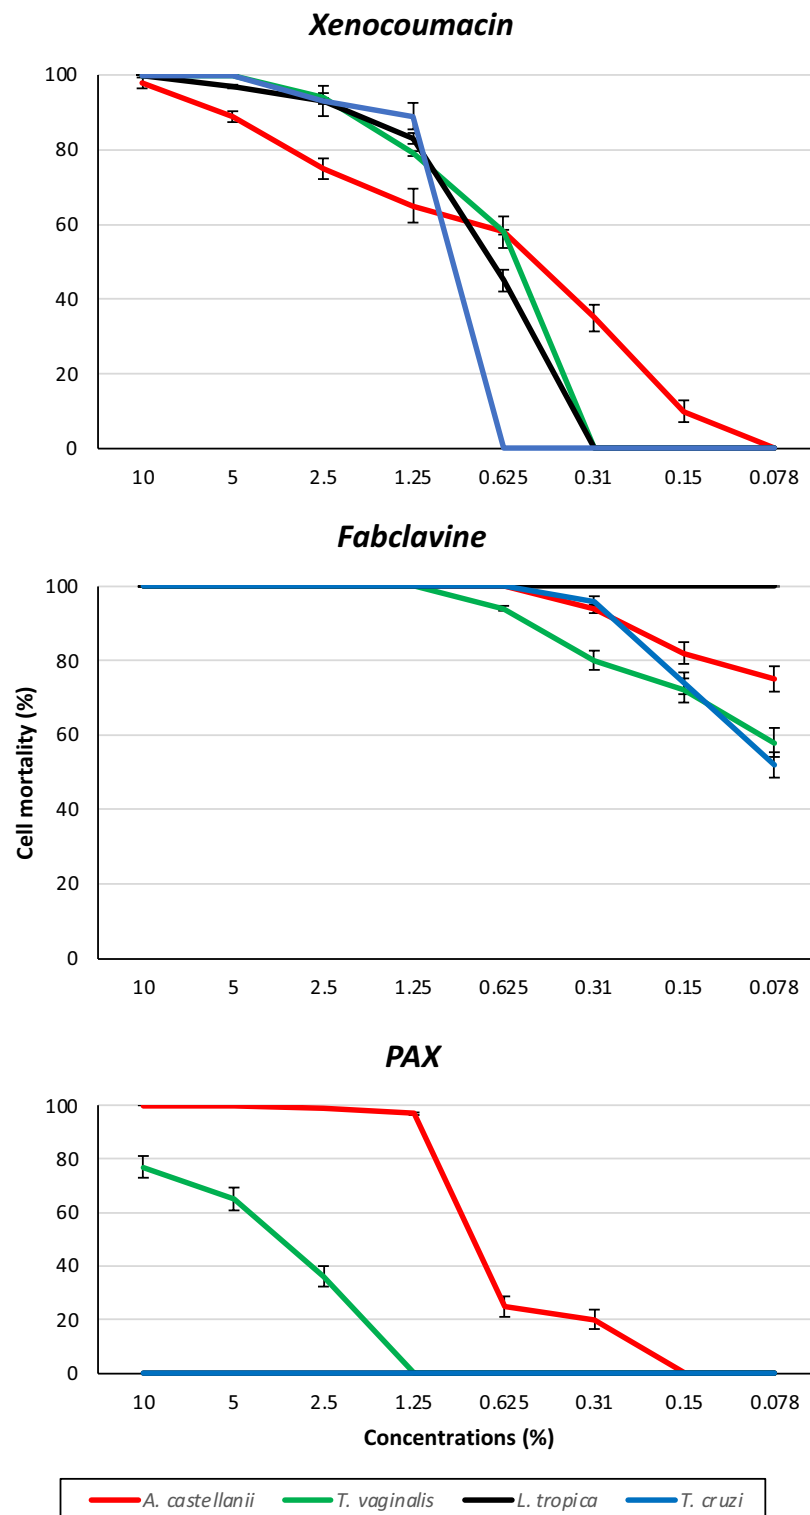 Xenocoumacin
100
80
60
40
20
0
10 5 2.5 1.25 0.625 0.31 0.15 0.078
Fabclavine
Cell mortality (%)
100
80
60
40
20
0
10 5 2.5 1.25 0.625 0.31 0.15 0.078
PAX
100
80
60
40
20
0
10 5 2.5 1.25 0.625 0.31 0.15 0.078
Concentrations (%)
A. castellanii T. vaginalis L. tropica T. cruzi